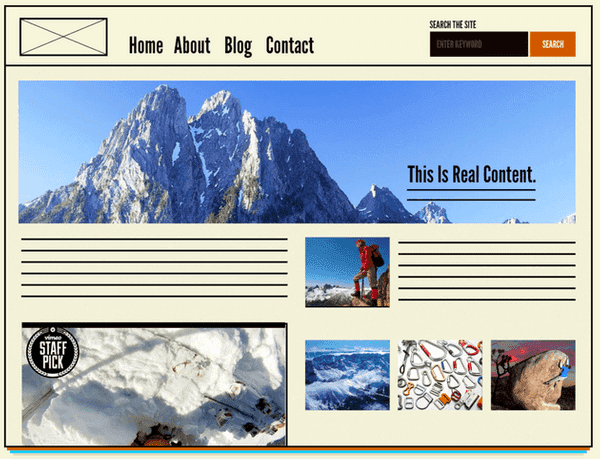 SEARCH THE SITE
Home About Blog Contact
ENTER KEYWORD
SEARCH
This Is Real Content.
vimeo
STAFF
PICK